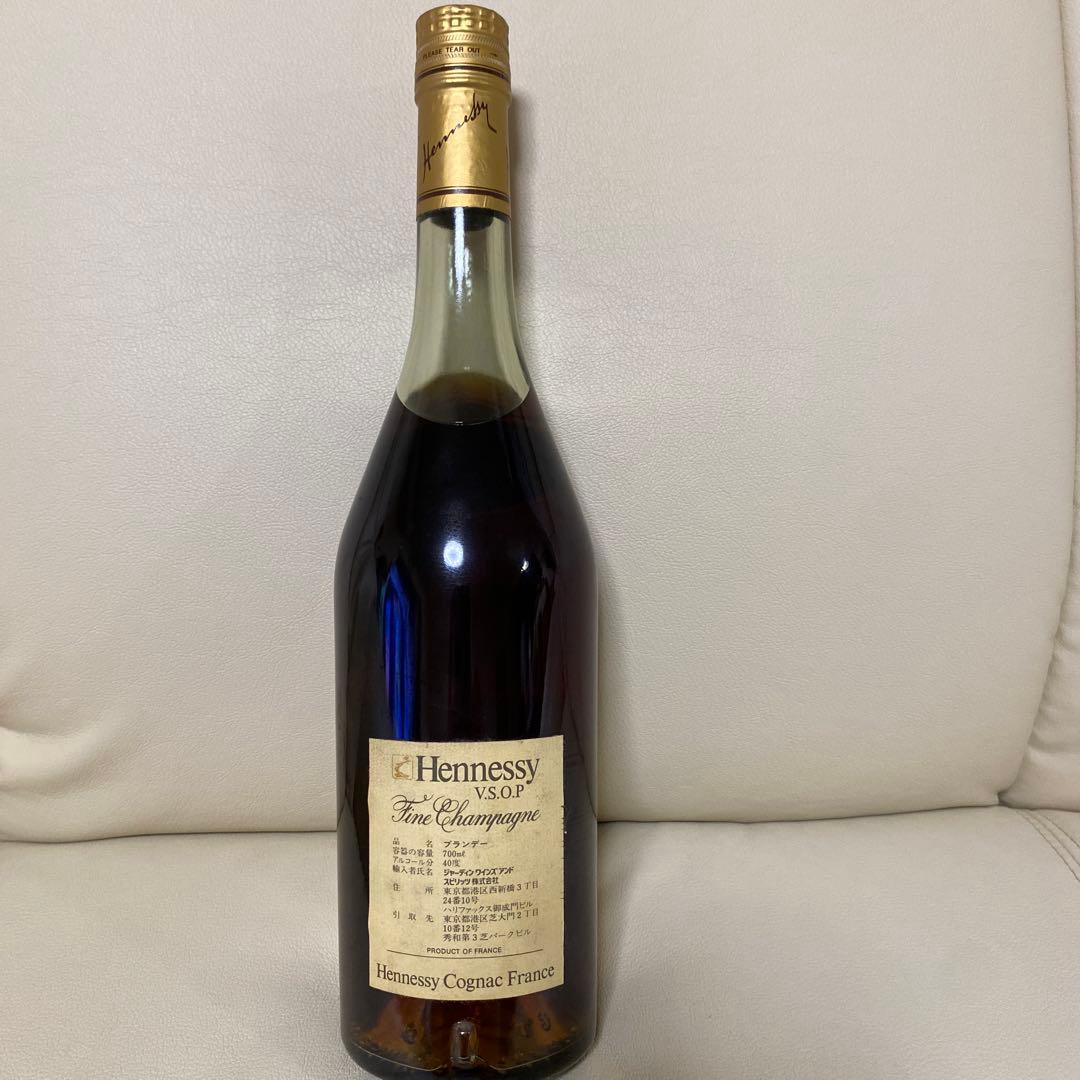 PLEASE TEAR OUT
Hennessy
Hennessy
V.S.O.P
Fine Champagne
品名 ブランデー
容器の容量 700mℓ
アルコール分 40度
輸入者氏名 ジャーディン ワインズ アンド
スピリッツ 株式会社
住所 東京都港区西新橋3丁目
24番10号
ハリファックス御成門ビル
引取先 東京都港区芝大門2丁目
10番12号
秀和第3芝パークビル
PRODUCT OF FRANCE
Hennessy Cognac France